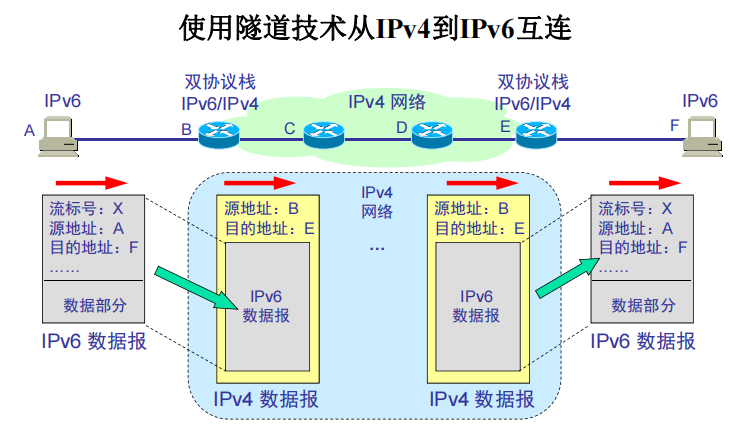 使用隧道技术从IPv4到IPv6互连
双协议栈
IPv6/IPv4
双协议栈
IPv6/IPv4
IPv6
IPv4 网络
IPv6
A
B
C
D
E
F
流标号：X
源地址：A
目的地址：F
……
数据部分
IPv6 数据报
源地址：B
目的地址：E
IPv6
数据报
IPv4 数据报
IPv4
网络
…
源地址：B
目的地址：E
IPv6
数据报
IPv4 数据报
流标号：X
源地址：A
目的地址：F
……
数据部分
IPv6 数据报